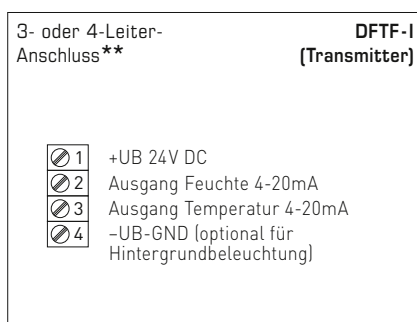 3- oder 4-Leiter-
Anschluss**
DFTF-I
(Transmitter)
1 +UB 24V DC
2 Ausgang Feuchte 4-20mA
3 Ausgang Temperatur 4-20mA
4 –UB-GND (optional für
Hintergrundbeleuchtung)